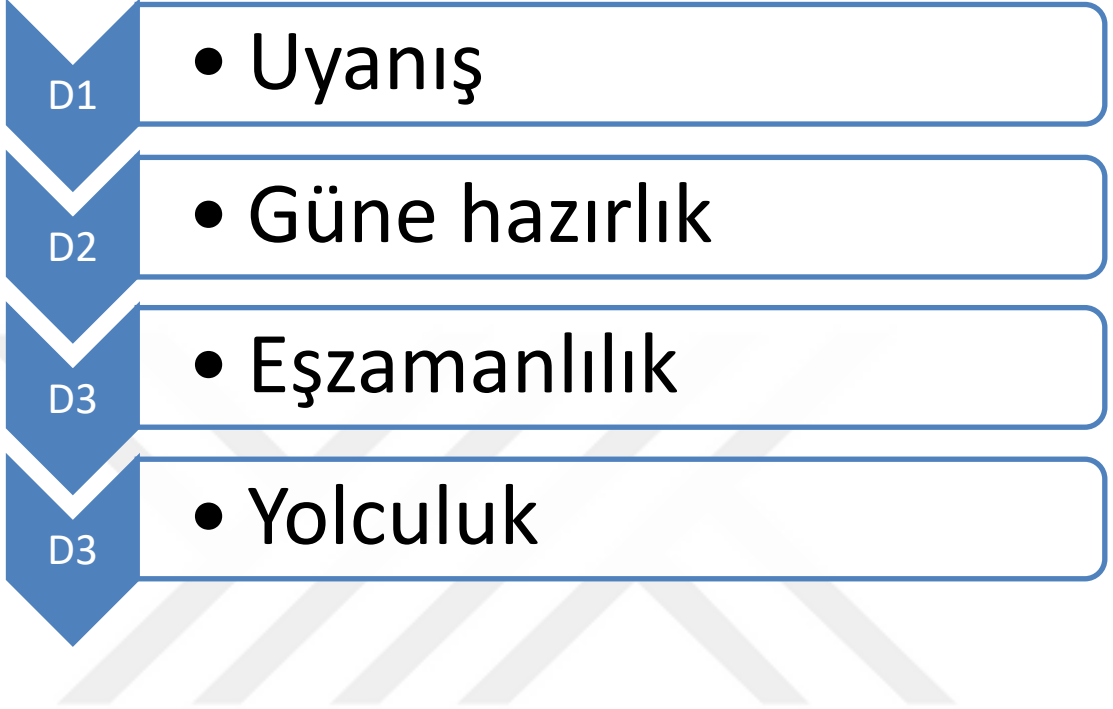 D1
• Uyanış
D2
• Güne hazırlık
D3
• Eşzamanlılık
D3
• Yolculuk